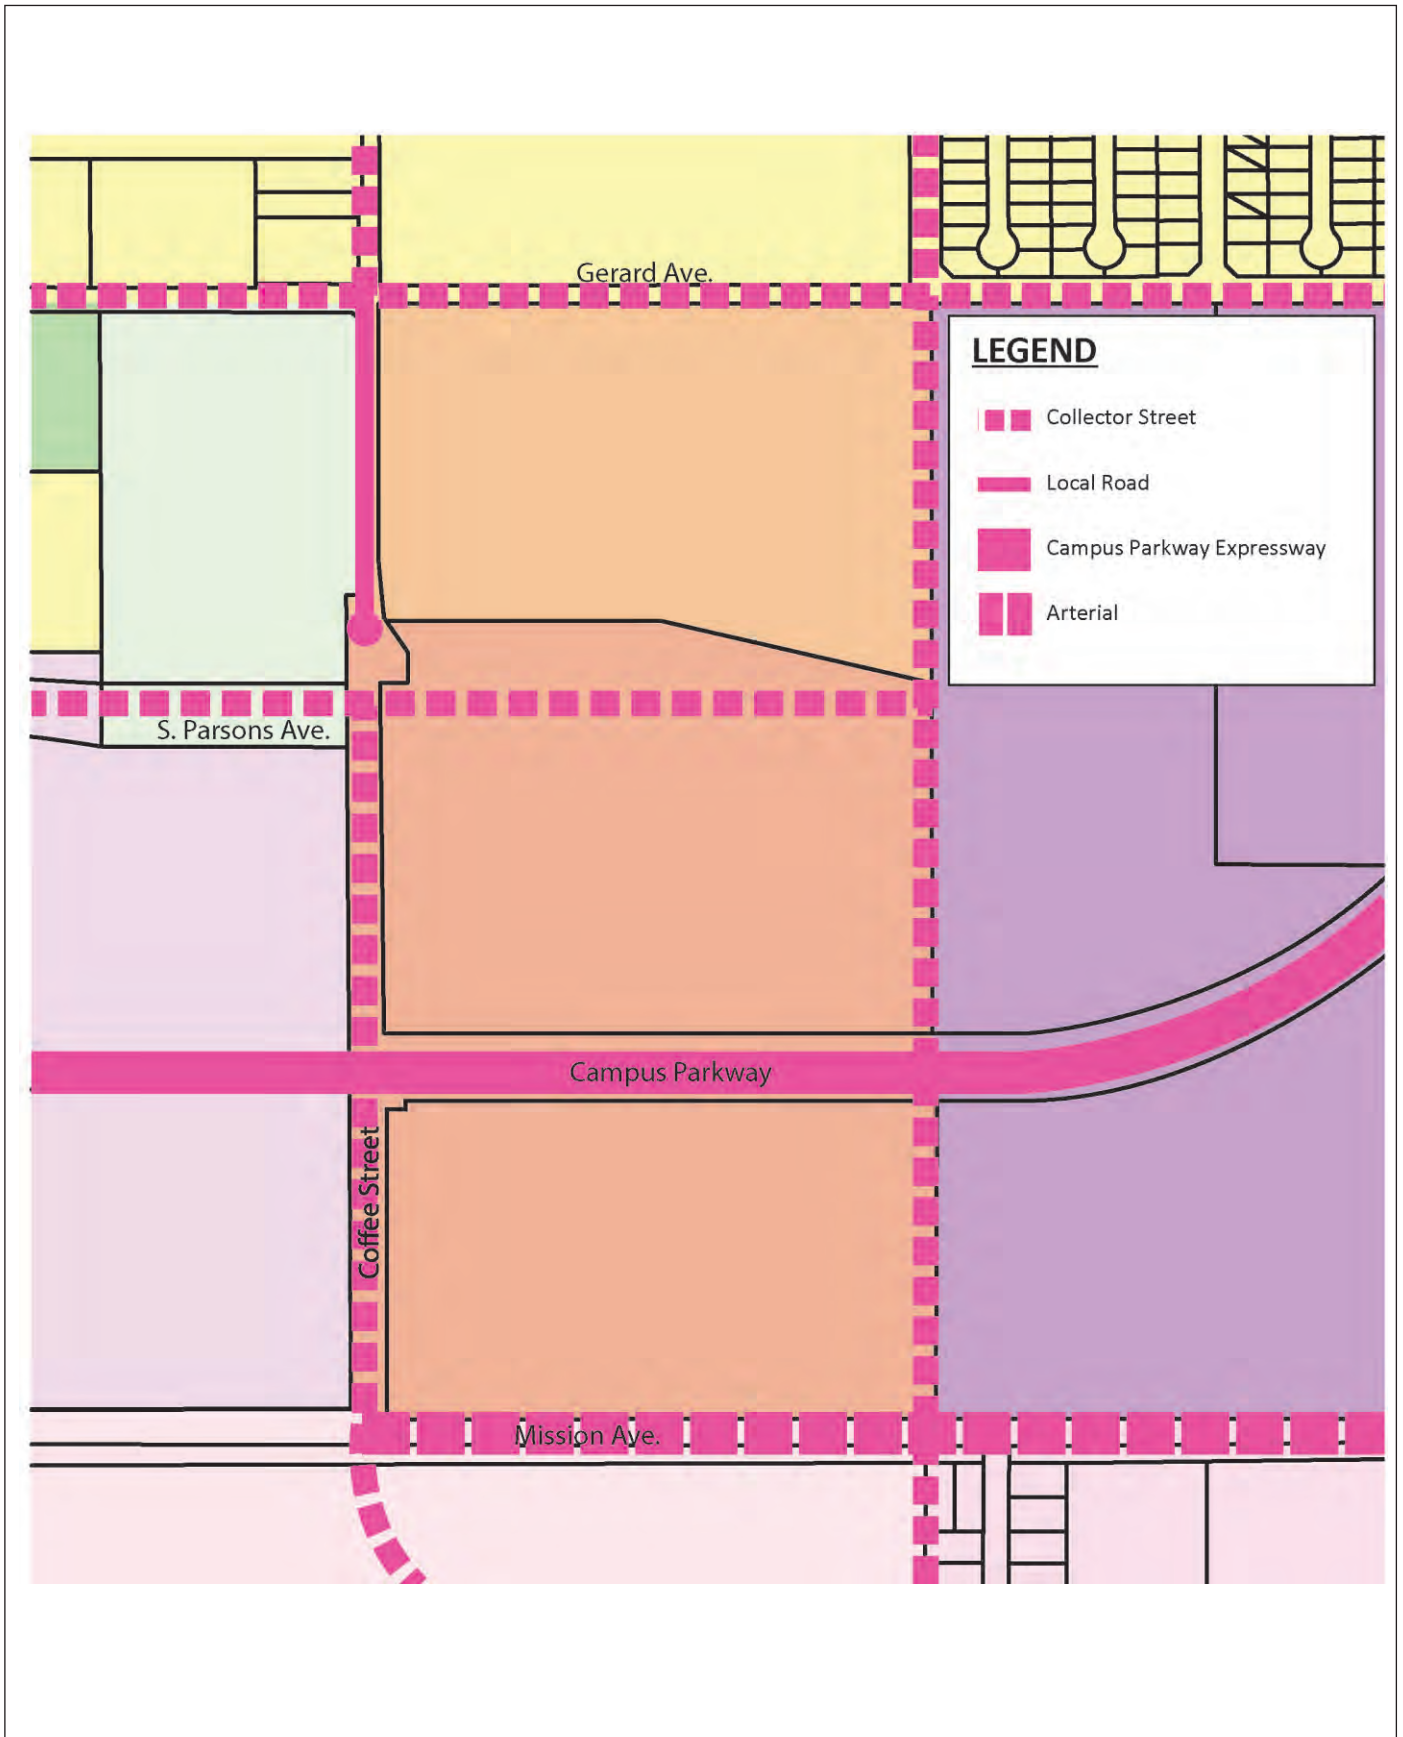 Gerard Ave.
LEGEND
Collector Street
Local Road
Campus Parkway Expressway
Arterial
S. Parsons Ave.
Campus Parkway
Coffee Street
Mission Ave.